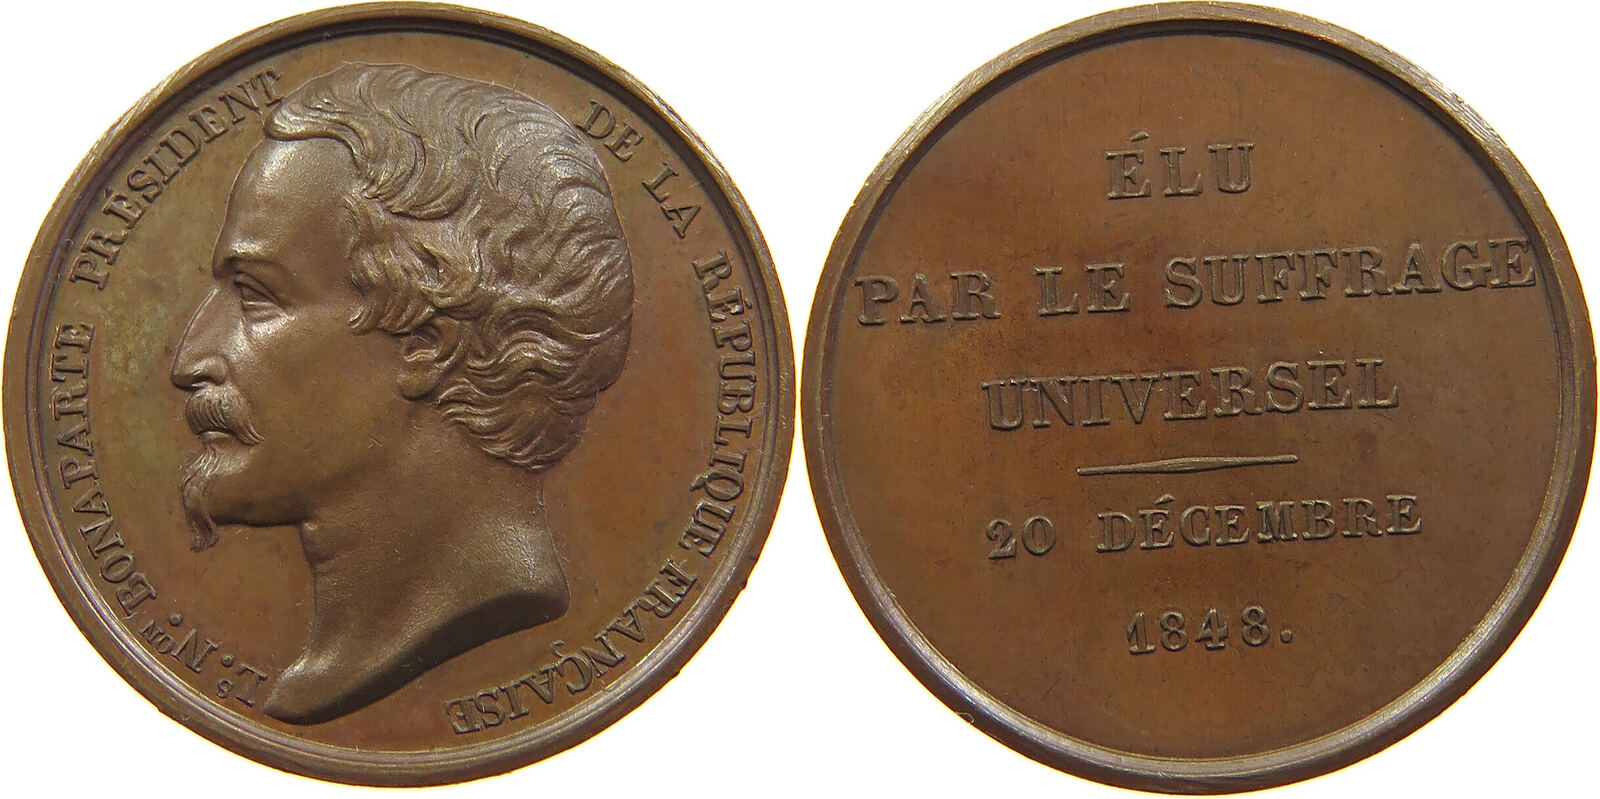 Lˢ. Nᵒⁿ BONAPARTE PRÉSIDENT DE LA RÉPUBLIQUE FRANÇAISE
ÉLU
PAR LE SUFFRAGE
UNIVERSEL
20 DÉCEMBRE
1848.